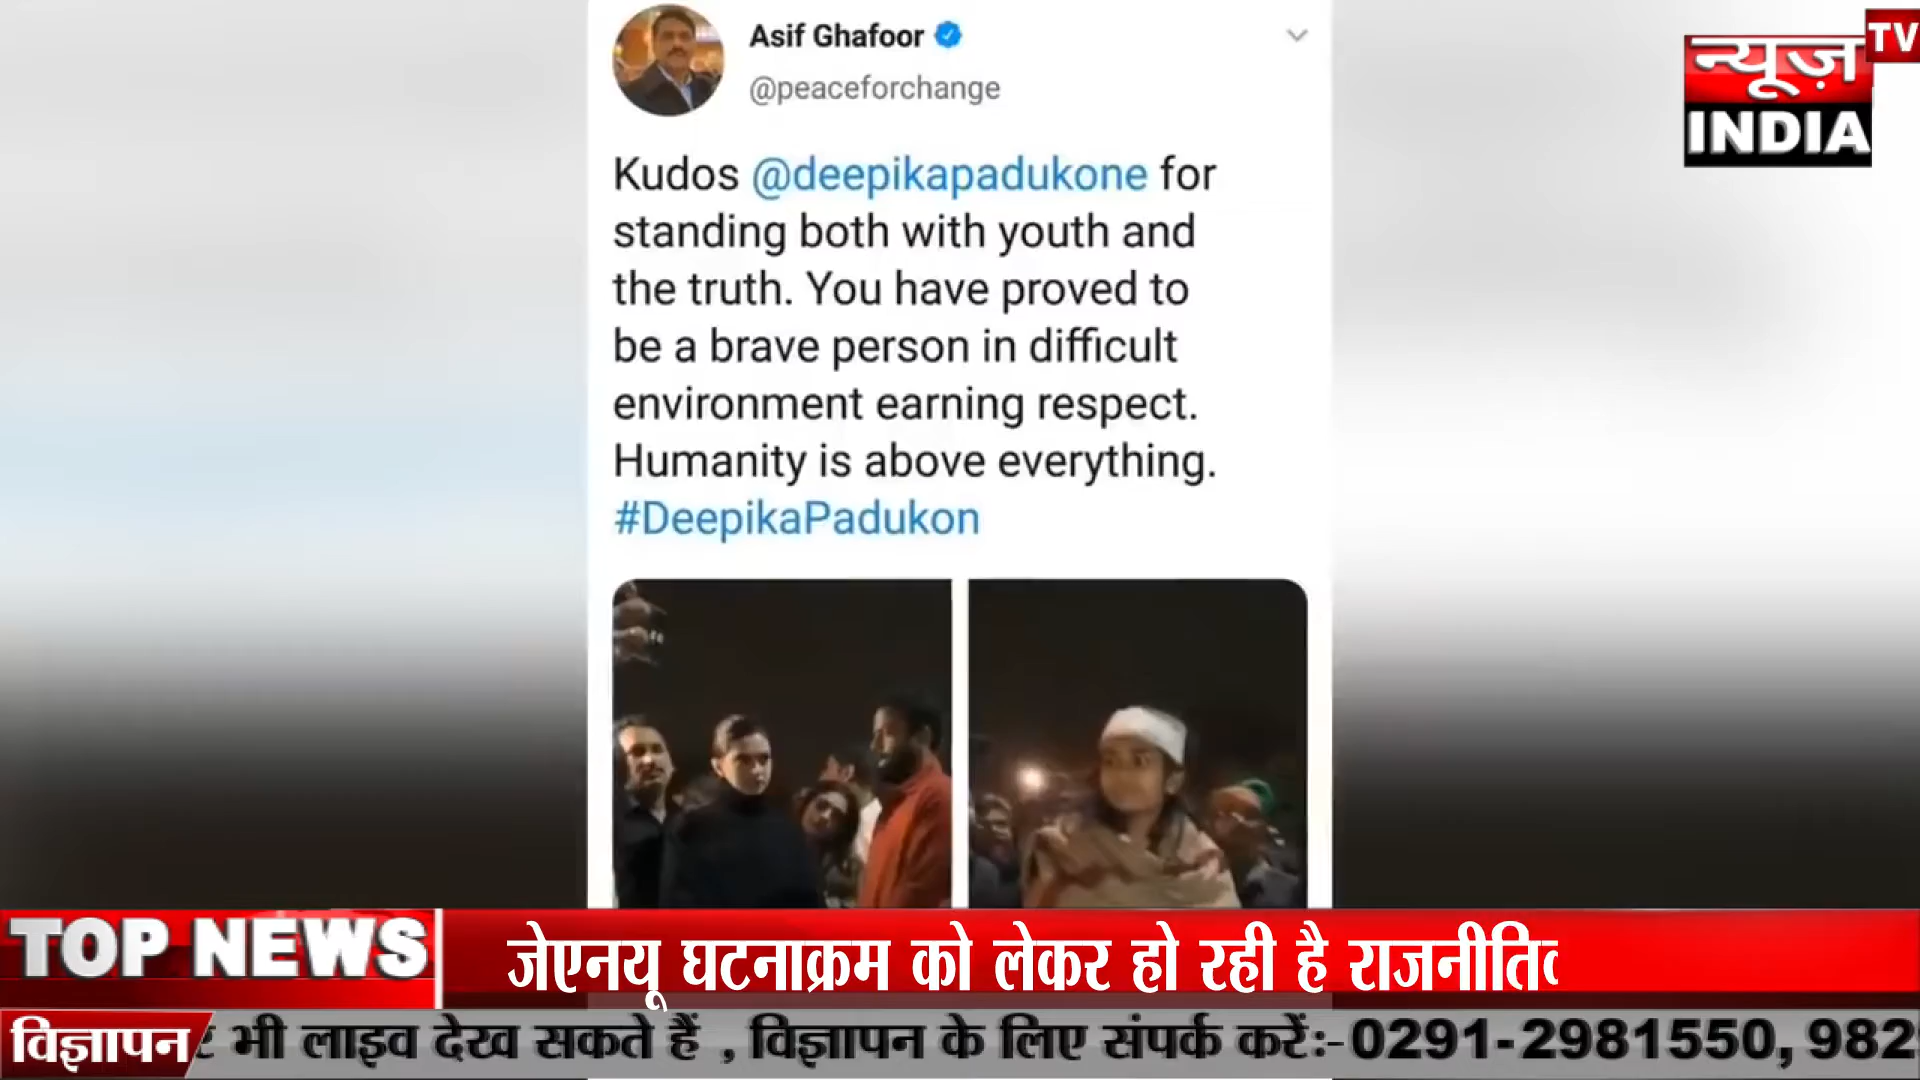 Asif Ghafoor
@peaceforchange
Kudos @deepikapadukone for
standing both with youth and
the truth. You have proved to
be a brave person in difficult
environment earning respect.
Humanity is above everything.
#DeepikaPadukon
न्यूज़ TV
INDIA
TOP NEWS
जेएनयू घटनाक्रम को लेकर हो रही है
विज्ञापन
भी लाइव देख सकते हैं , विज्ञापन के लिए संपर्क करेंः-0291-2981550, 982